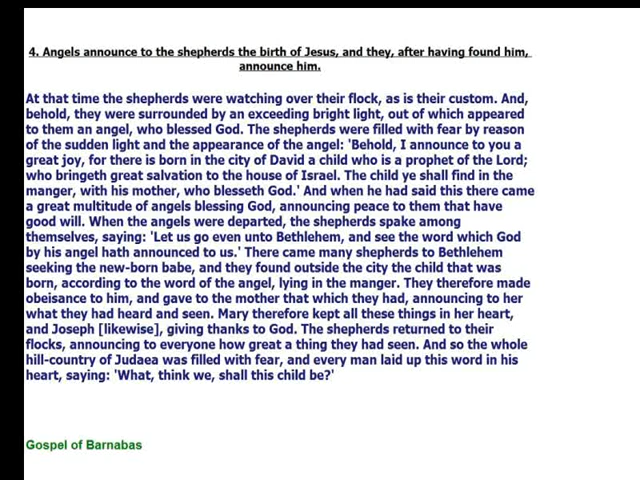 4. Angels announce to the shepherds the birth of Jesus, and they, after having found him,
announce him.
At that time the shepherds were watching over their flock, as is their custom. And,
behold, they were surrounded by an exceeding bright light, out of which appeared
to them an angel, who blessed God. The shepherds were filled with fear by reason
of the sudden light and the appearance of the angel: 'Behold, I announce to you a
great joy, for there is born in the city of David a child who is a prophet of the Lord;
who bringeth great salvation to the house of Israel. The child ye shall find in the
manger, with his mother, who blesseth God.' And when he had said this there came
a great multitude of angels blessing God, announcing peace to them that have
good will. When the angels were departed, the shepherds spake among
themselves, saying: 'Let us go even unto Bethlehem, and see the word which God
by his angel hath announced to us.' There came many shepherds to Bethlehem
seeking the new-born babe, and they found outside the city the child that was
born, according to the word of the angel, lying in the manger. They therefore made
obeisance to him, and gave to the mother that which they had, announcing to her
what they had heard and seen. Mary therefore kept all these things in her heart,
and Joseph [likewise], giving thanks to God. The shepherds returned to their
flocks, announcing to everyone how great a thing they had seen. And so the whole
hill-country of Judaea was filled with fear, and every man laid up this word in his
heart, saying: 'What, think we, shall this child be?'
Gospel of Barnabas